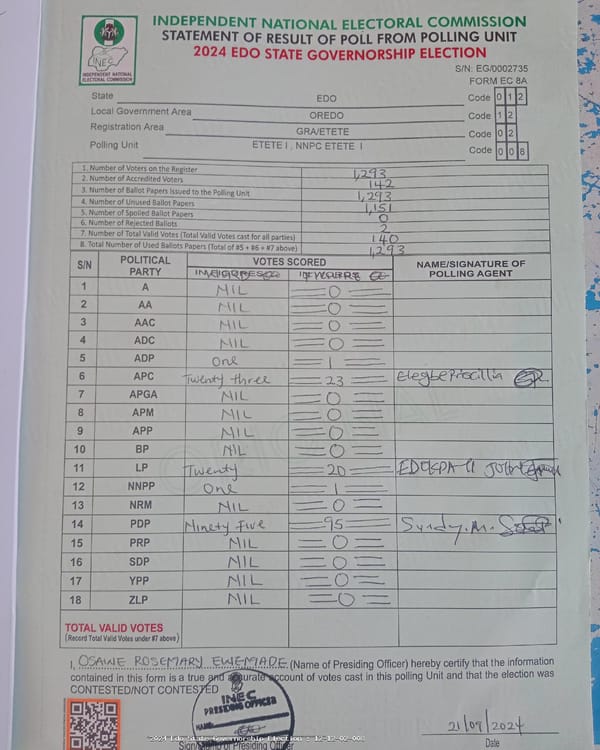 INDEPENDENT NATIONAL ELECTORAL COMMISSION
STATEMENT OF RESULT OF POLL FROM POLLING UNIT
2024 EDO STATE GOVERNORSHIP ELECTION
INEC
INDEPENDENT NATIONAL
ELECTORAL COMMISSION
S/N: EG/0002735
FORM EC 8A
State EDO Code 0 1 2
Local Government Area OREDO Code 1 2
Registration Area GRA/ETETE Code 0 2
Polling Unit ETETE I , NNPC ETETE I Code 0 0 8
1. Number of Voters on the Register 1,293
2. Number of Accredited Voters 142
3. Number of Ballot Papers Issued to the Polling Unit 1,293
4. Number of Unused Ballot Papers 1,151
5. Number of Spoiled Ballot Papers 0
6. Number of Rejected Ballots 2
7. Number of Total Valid Votes (Total Valid Votes cast for all parties) 140
8. Total Number of Used Ballots Papers (Total of #5 + #6 + #7 above) 1,293
S/N POLITICAL PARTY VOTES SCORED NAME/SIGNATURE OF POLLING AGENT
1 A NIL 0
2 AA NIL 0
3 AAC NIL 0
4 ADC NIL 0
5 ADP One 1
6 APC Twenty three 23 Elegbe Priscillia
7 APGA NIL 0
8 APM NIL 0
9 APP NIL 0
10 BP NIL 0
11 LP Twenty 20
12 NNPP One 1
13 NRM NIL 0
14 PDP Ninety five 95 Sundy. M.
15 PRP NIL 0
16 SDP NIL 0
17 YPP NIL 0
18 ZLP NIL 0
TOTAL VALID VOTES
(Record Total Valid Votes under #7 above)
I, OSAWE ROSEMARY EWEMADE (Name of Presiding Officer) hereby certify that the information
contained in this form is a true and accurate account of votes cast in this polling Unit and that the election was
CONTESTED/NOT CONTESTED
INEC
PRESIDING OFFICER
NAME:
2024 Edo State Governorship Election : 12-12-02-008
of Presiding Officer
21/09/2024
Date